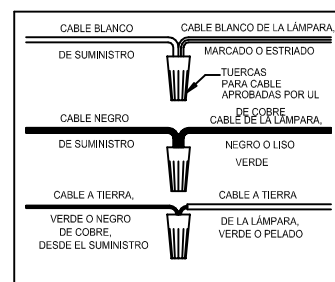 CABLE BLANCO
CABLE BLANCO DE LA LÁMPARA,
DE SUMINISTRO
MARCADO O ESTRIADO
TUERCAS
PARA CABLE
APROBADAS POR UL
DE COBRE
CABLE NEGRO
CABLE DE LA LÁMPARA,
DE SUMINISTRO
NEGRO O LISO
VERDE
CABLE A TIERRA,
CABLE A TIERRA
VERDE O NEGRO
DE COBRE,
DESDE EL SUMINISTRO
DE LA LÁMPARA,
VERDE O PELADO